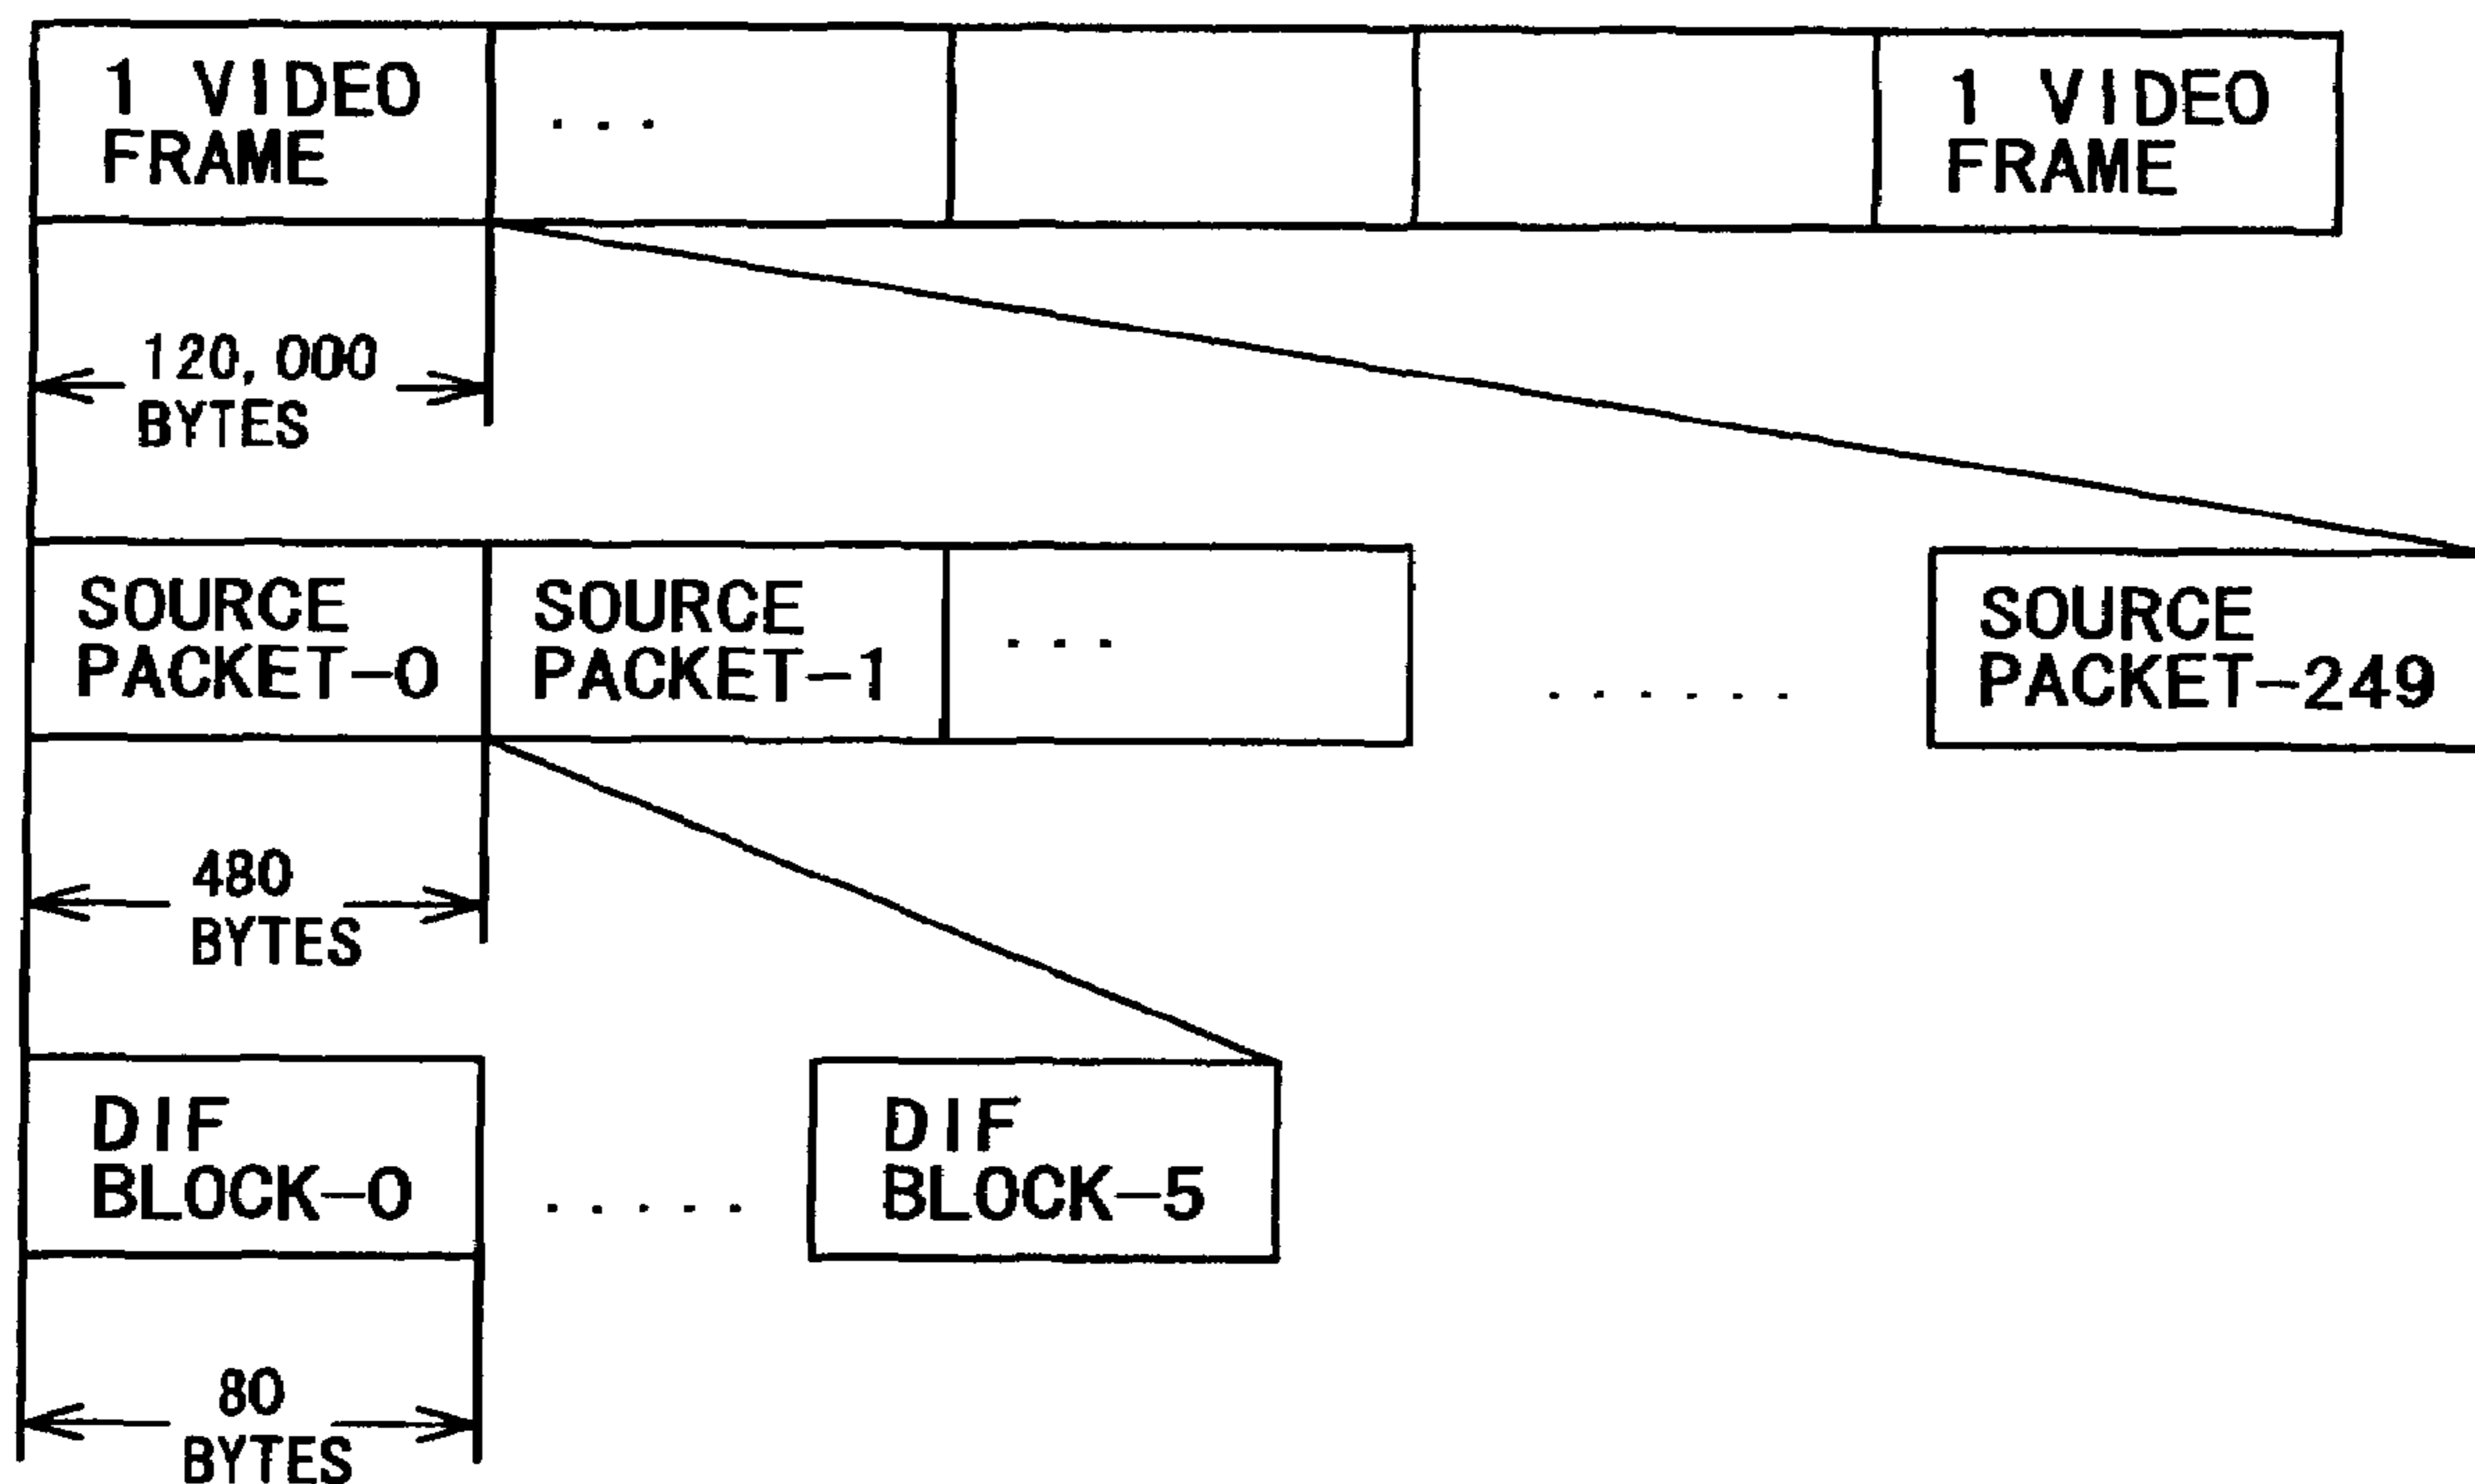 1 VIDEO
FRAME
...
1 VIDEO
FRAME
120,000
BYTES
SOURCE
PACKET-0
SOURCE
PACKET-1
...
......
SOURCE
PACKET-249
480
BYTES
DIF
BLOCK-0
.....
DIF
BLOCK-5
80
BYTES